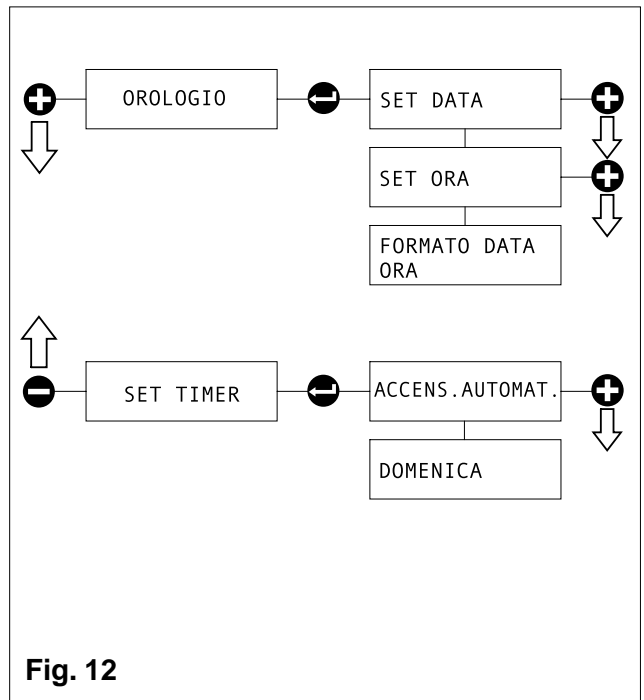 OROLOGIO
SET DATA
SET ORA
FORMATO DATA
ORA
SET TIMER
ACCENS.AUTOMAT.
DOMENICA
Fig. 12